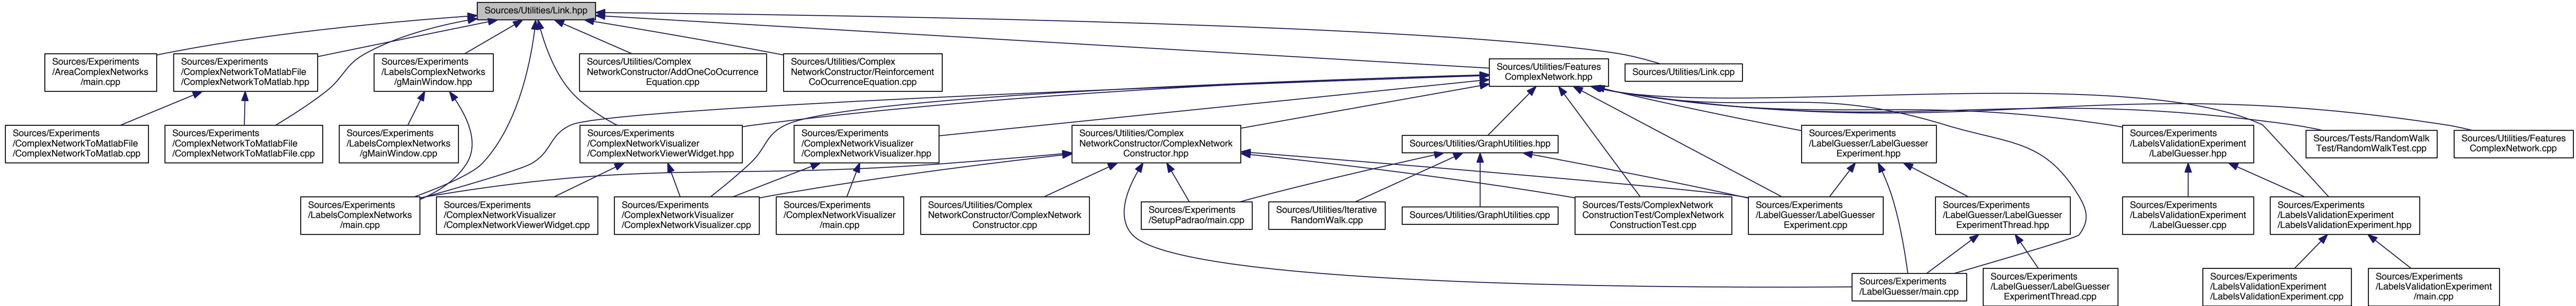 Sources/Utilities/Link.hpp
Sources/Experiments
/AreaComplexNetworks
/main.cpp
Sources/Experiments
/ComplexNetworkToMatlabFile
/ComplexNetworkToMatlab.hpp
Sources/Experiments
/LabelsComplexNetworks
/gMainWindow.hpp
Sources/Utilities/Complex
NetworkConstructor/AddOneCoOcurrence
Equation.cpp
Sources/Utilities/Complex
NetworkConstructor/Reinforcement
CoOcurrenceEquation.cpp
Sources/Utilities/Features
ComplexNetwork.hpp
Sources/Utilities/Link.cpp
Sources/Experiments
/ComplexNetworkToMatlabFile
/ComplexNetworkToMatlab.cpp
Sources/Experiments
/ComplexNetworkToMatlabFile
/ComplexNetworkToMatlabFile.cpp
Sources/Experiments
/LabelsComplexNetworks
/gMainWindow.cpp
Sources/Experiments
/ComplexNetworkVisualizer
/ComplexNetworkViewerWidget.hpp
Sources/Experiments
/ComplexNetworkVisualizer
/ComplexNetworkVisualizer.hpp
Sources/Utilities/Complex
NetworkConstructor/ComplexNetwork
Constructor.hpp
Sources/Utilities/GraphUtilities.hpp
Sources/Experiments
/LabelGuesser/LabelGuesser
Experiment.hpp
Sources/Experiments
/LabelsValidationExperiment
/LabelGuesser.hpp
Sources/Tests/RandomWalk
Test/RandomWalkTest.cpp
Sources/Utilities/Features
ComplexNetwork.cpp
Sources/Experiments
/LabelsComplexNetworks
/main.cpp
Sources/Experiments
/ComplexNetworkVisualizer
/ComplexNetworkViewerWidget.cpp
Sources/Experiments
/ComplexNetworkVisualizer
/ComplexNetworkVisualizer.cpp
Sources/Experiments
/ComplexNetworkVisualizer
/main.cpp
Sources/Utilities/Complex
NetworkConstructor/ComplexNetwork
Constructor.cpp
Sources/Experiments
/SetupPadrao/main.cpp
Sources/Utilities/Iterative
RandomWalk.cpp
Sources/Utilities/GraphUtilities.cpp
Sources/Tests/ComplexNetwork
ConstructionTest/ComplexNetwork
ConstructionTest.cpp
Sources/Experiments
/LabelGuesser/LabelGuesser
Experiment.cpp
Sources/Experiments
/LabelGuesser/LabelGuesser
ExperimentThread.hpp
Sources/Experiments
/LabelsValidationExperiment
/LabelGuesser.cpp
Sources/Experiments
/LabelsValidationExperiment
/LabelsValidationExperiment.hpp
Sources/Experiments
/LabelGuesser/main.cpp
Sources/Experiments
/LabelGuesser/LabelGuesser
ExperimentThread.cpp
Sources/Experiments
/LabelsValidationExperiment
/LabelsValidationExperiment.cpp
Sources/Experiments
/LabelsValidationExperiment
/main.cpp